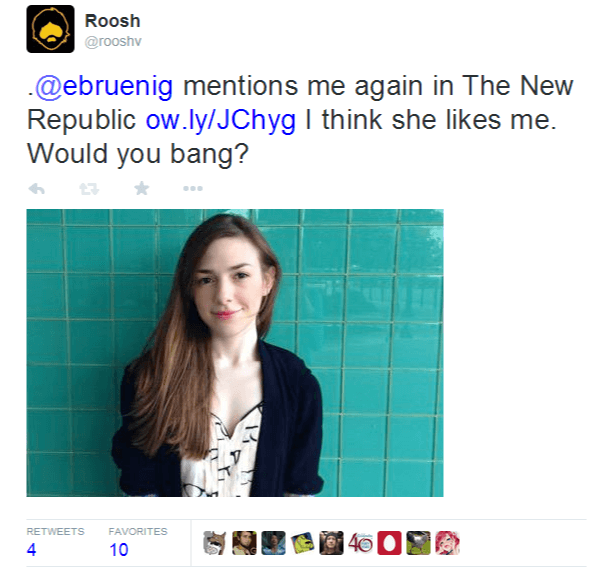 Roosh
@rooshv
.@ebruenig mentions me again in The New
Republic ow.ly/JChyg I think she likes me.
Would you bang?
RETWEETS FAVORITES
4 10
40